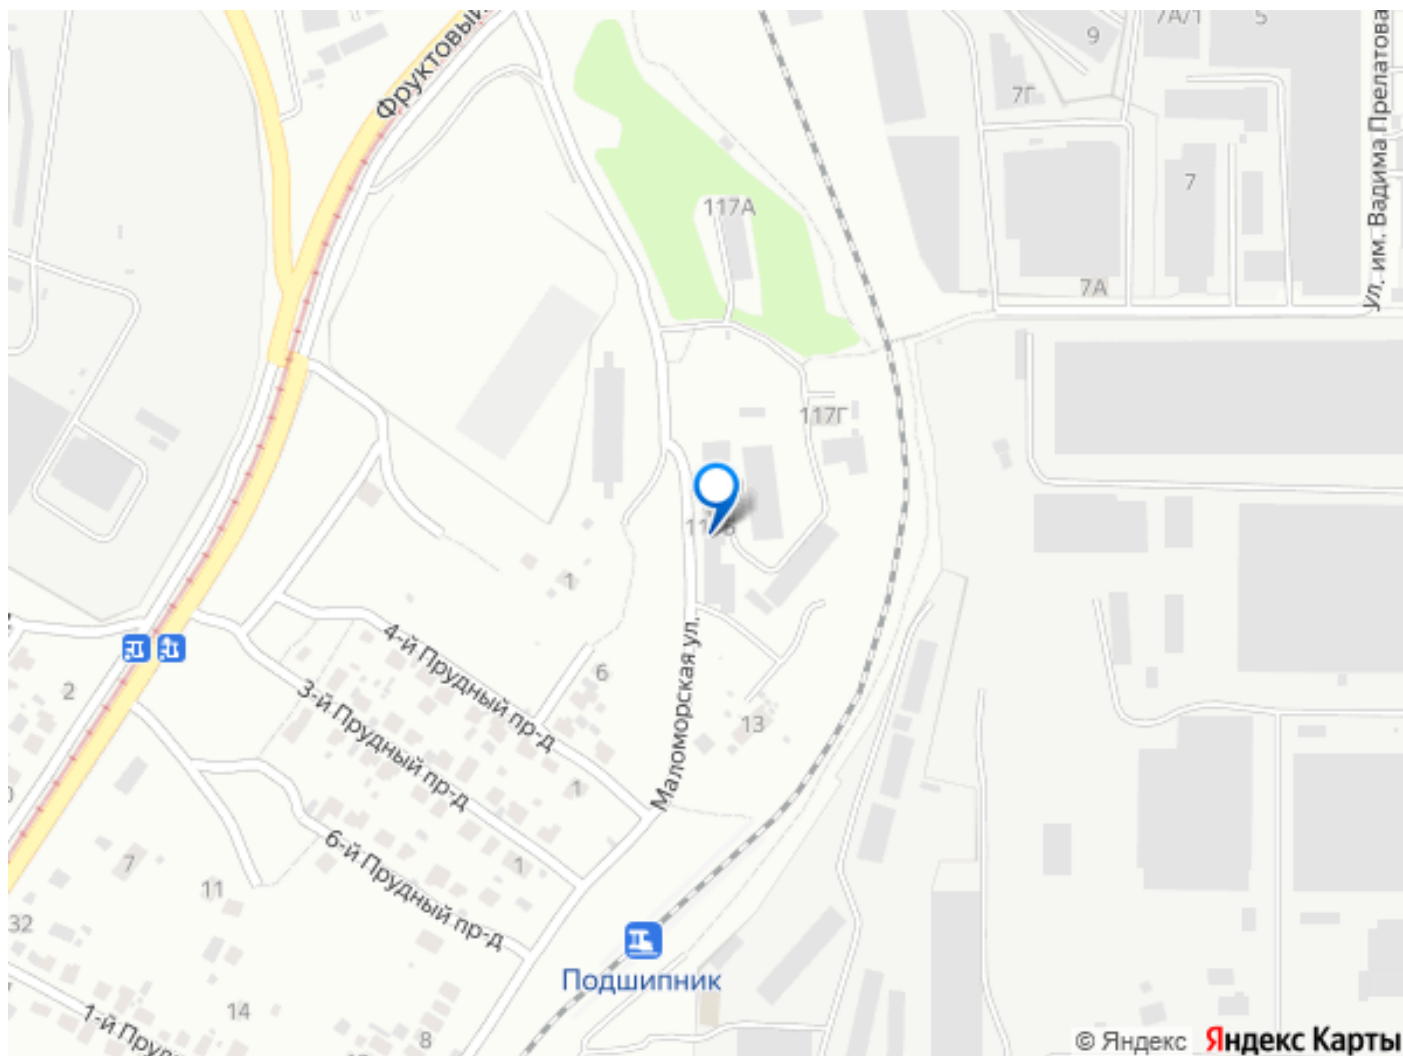 7А/1
5
9
Фруктовый
7Г
ул. им. Вадима Прелатова
7
117А
7А
117Г
1
4-й Прудный пр-д
Маломорская ул.
6
2
3-й Прудный пр-д
13
1
6-й Прудный пр-д
1
7
11
32
Подшипник
14
8
1-й Пруд
© Яндекс Яндекс Карты